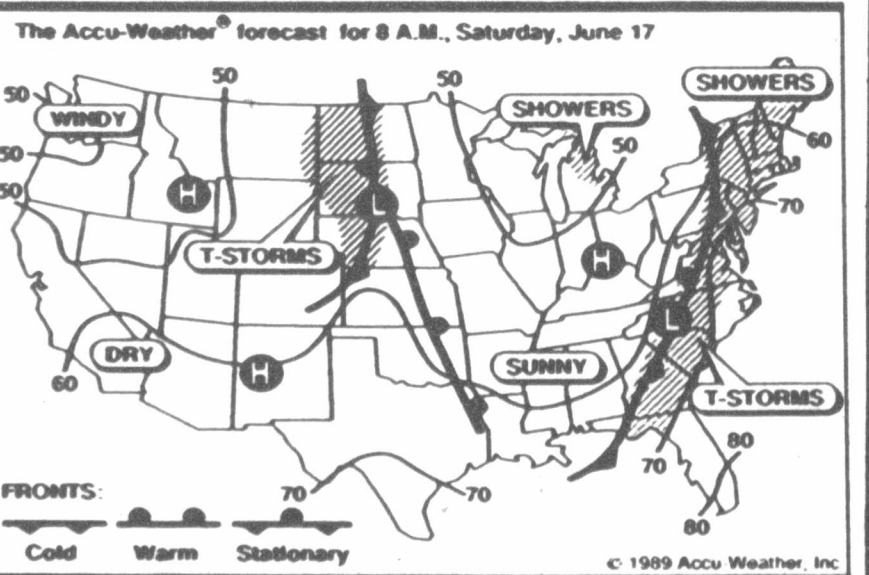 The Accu-Weather® forecast for 8 A.M., Saturday, June 17
50
50
50
SHOWERS
SHOWERS
50
WINDY
60
50
50
50
H
70
L
T-STORMS
H
L
DRY
SUNNY
60
H
T-STORMS
80
70
FRONTS:
70
70
80
Cold
Warm
Stationary
© 1989 Accu-Weather, Inc